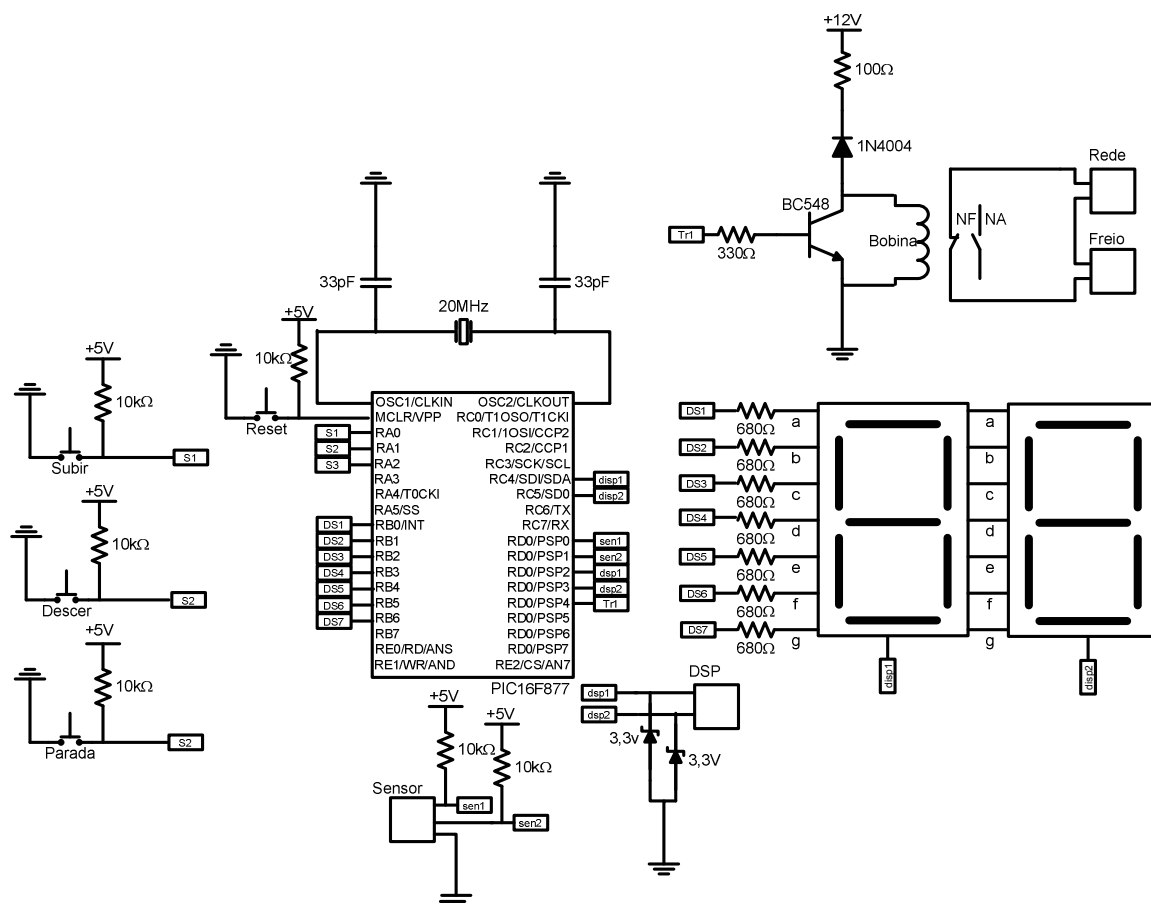 +12V
100Ω
1N4004
Rede
BC548
NF NA
Tr1
330Ω
Bobina
Freio
33pF
33pF
20MHz
+5V
10kΩ
Reset
+5V
10kΩ
Subir
S1
+5V
10kΩ
Descer
S2
+5V
10kΩ
Parada
S2
OSC1/CLKIN
MCLR/VPP
S1 RA0
S2 RA1
S3 RA2
RA3
RA4/T0CKI
RA5/SS
DS1 RB0/INT
DS2 RB1
DS3 RB2
DS4 RB3
DS5 RB4
DS6 RB5
DS7 RB6
RB7
RE0/RD/ANS
RE1/WR/AND
OSC2/CLKOUT
RC0/T1OSO/T1CKI
RC1/1OSI/CCP2
RC2/CCP1
RC3/SCK/SCL
RC4/SDI/SDA disp1
RC5/SD0 disp2
RC6/TX
RC7/RX
RD0/PSP0 sen1
RD0/PSP1 sen2
RD0/PSP2 dsp1
RD0/PSP3 dsp2
RD0/PSP4 Tr1
RD0/PSP5
RD0/PSP6
RD0/PSP7
RE2/CS/AN7
PIC16F877
DS1 680Ω a a
DS2 680Ω b b
DS3 680Ω c c
DS4 680Ω d d
DS5 680Ω e e
DS6 680Ω f f
DS7 680Ω g g
disp1
disp2
DSP
dsp1
dsp2
3,3v
3,3V
+5V
10kΩ
+5V
10kΩ
Sensor
sen1
sen2